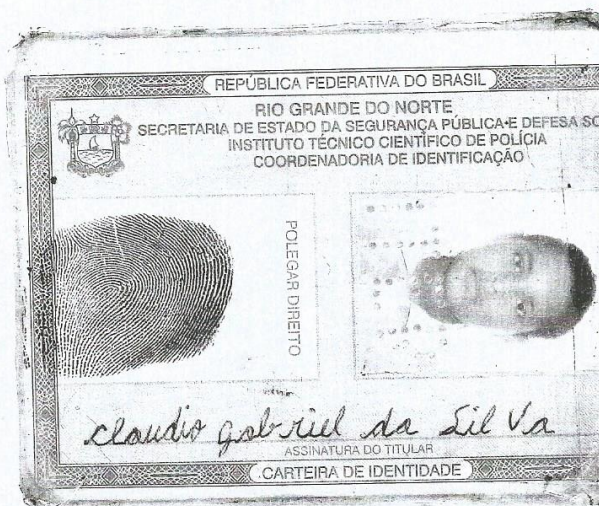 REPÚBLICA FEDERATIVA DO BRASIL
RIO GRANDE DO NORTE
SECRETARIA DE ESTADO DA SEGURANÇA PÚBLICA E DEFESA SO
INSTITUTO TÉCNICO CIENTÍFICO DE POLÍCIA
COORDENADORIA DE IDENTIFICAÇÃO
POLEGAR DIREITO
claudio gabriel da Silva
ASSINATURA DO TITULAR
CARTEIRA DE IDENTIDADE